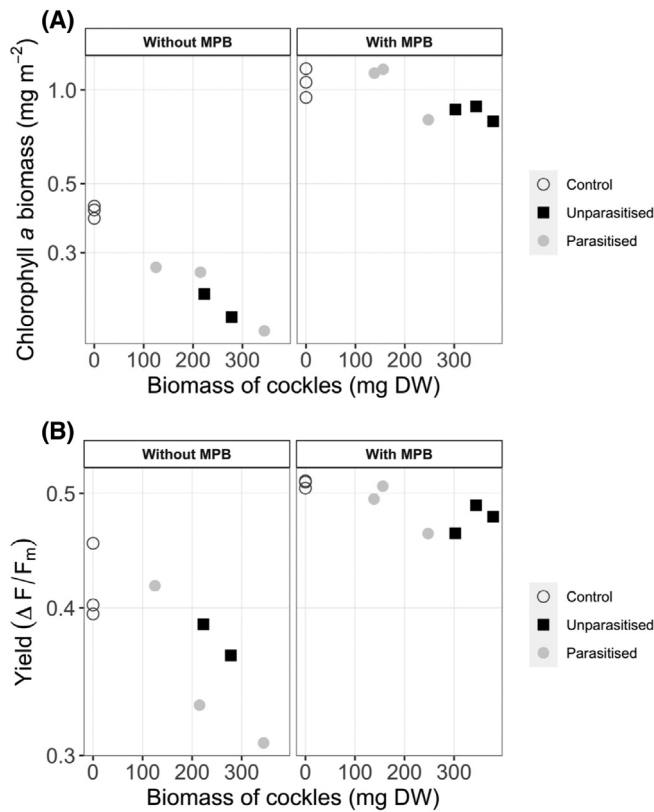 (A)
Without MPB
With MPB
Chlorophyll a biomass (mg m⁻²)
1.0
0.5
0.3
0 100 200 300 0 100 200 300
Biomass of cockles (mg DW)
Control
Unparasitised
Parasitised
(B)
Without MPB
With MPB
Yield (Δ F/Fₘ)
0.5
0.4
0.3
0 100 200 300 0 100 200 300
Biomass of cockles (mg DW)
Control
Unparasitised
Parasitised